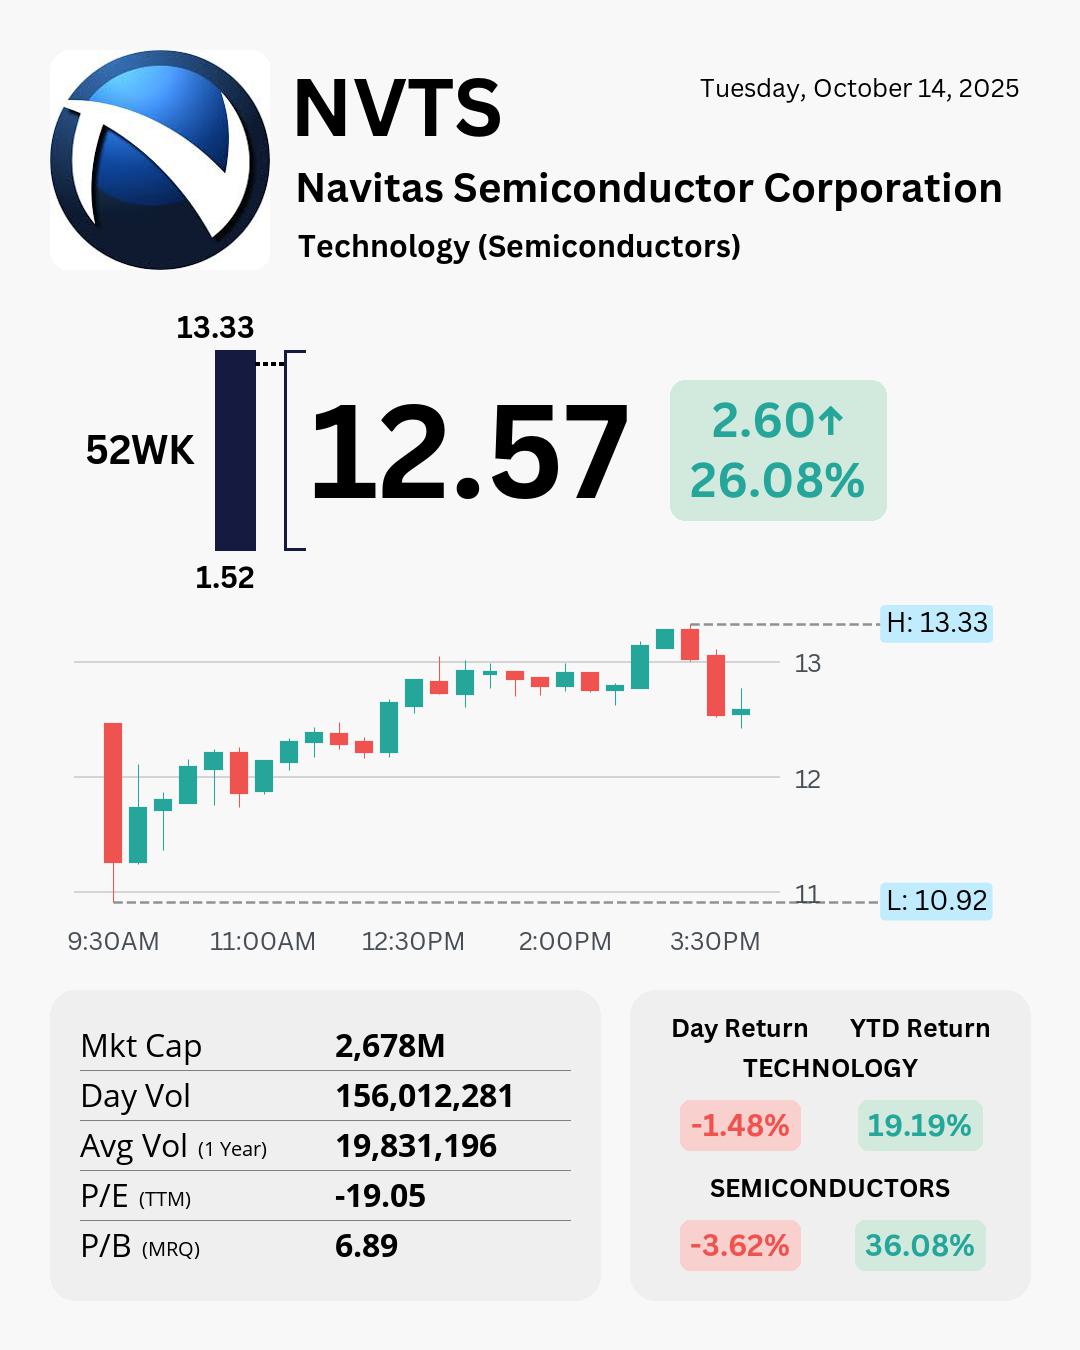 NVTS
Tuesday, October 14, 2025
Navitas Semiconductor Corporation
Technology (Semiconductors)
13.33
52WK
1.52
12.57
2.60↑
26.08%
H: 13.33
13
12
11
L: 10.92
9:30AM 11:00AM 12:30PM 2:00PM 3:30PM
Mkt Cap 2,678M
Day Vol 156,012,281
Avg Vol (1 Year) 19,831,196
P/E (TTM) -19.05
P/B (MRQ) 6.89
Day Return YTD Return
TECHNOLOGY
-1.48% 19.19%
SEMICONDUCTORS
-3.62% 36.08%